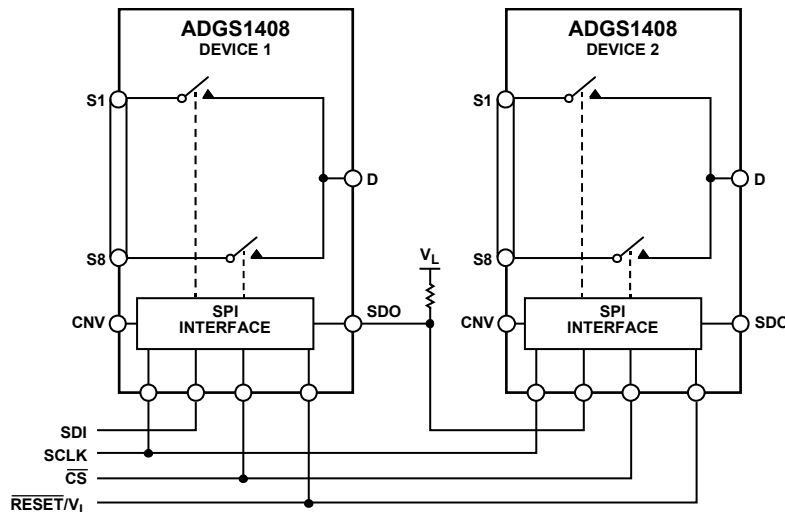 ADGS1408
DEVICE 1
S1
D
S8
CNV
SPI
INTERFACE
SDO
VL
ADGS1408
DEVICE 2
S1
D
S8
CNV
SPI
INTERFACE
SDO
SDI
SCLK
CS
RESET/VL